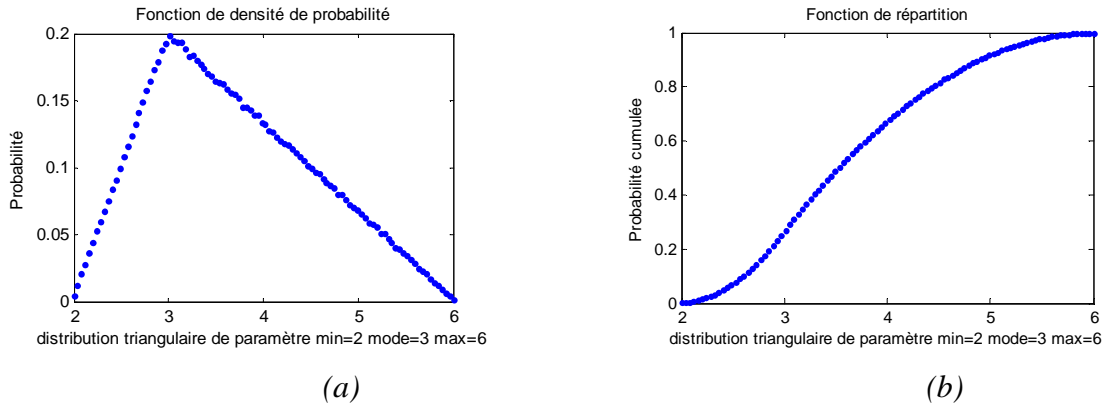 Fonction de densité de probabilité
0.2
0.15
0.1
0.05
0
Probabilité
2 3 4 5 6
distribution triangulaire de paramètre min=2 mode=3 max=6
(a)
Fonction de répartition
1
0.8
0.6
0.4
0.2
0
Probabilité cumulée
2 3 4 5 6
distribution triangulaire de paramètre min=2 mode=3 max=6
(b)